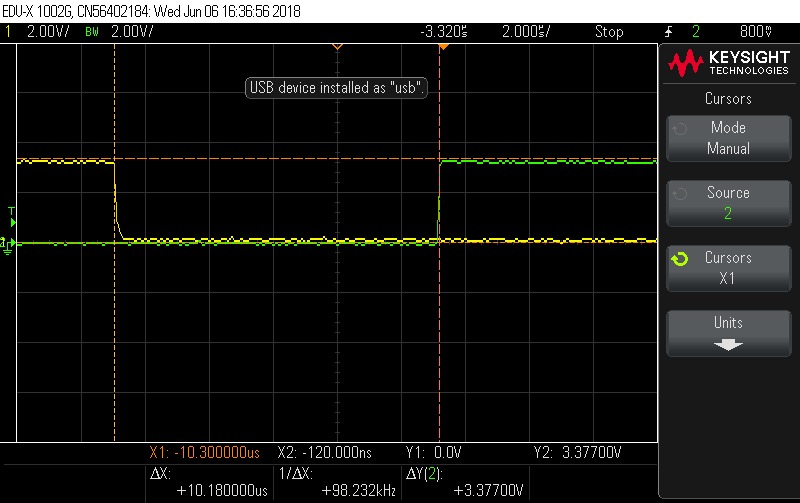 EDU-X 1002G, CN56402184: Wed Jun 06 16:36:56 2018
1 2.00V/ BW 2.00V/ -3.320s 2.000s/ Stop 2 800V
KEYSIGHT
TECHNOLOGIES
USB device installed as "usb".
Cursors
Mode
Manual
Source
2
Cursors
X1
Units
T
X1: -10.300000us X2: -120.000ns Y1: 0.0V Y2: 3.37700V
ΔX:
+10.180000us
1/ΔX:
+98.232kHz
ΔY(2):
+3.37700V